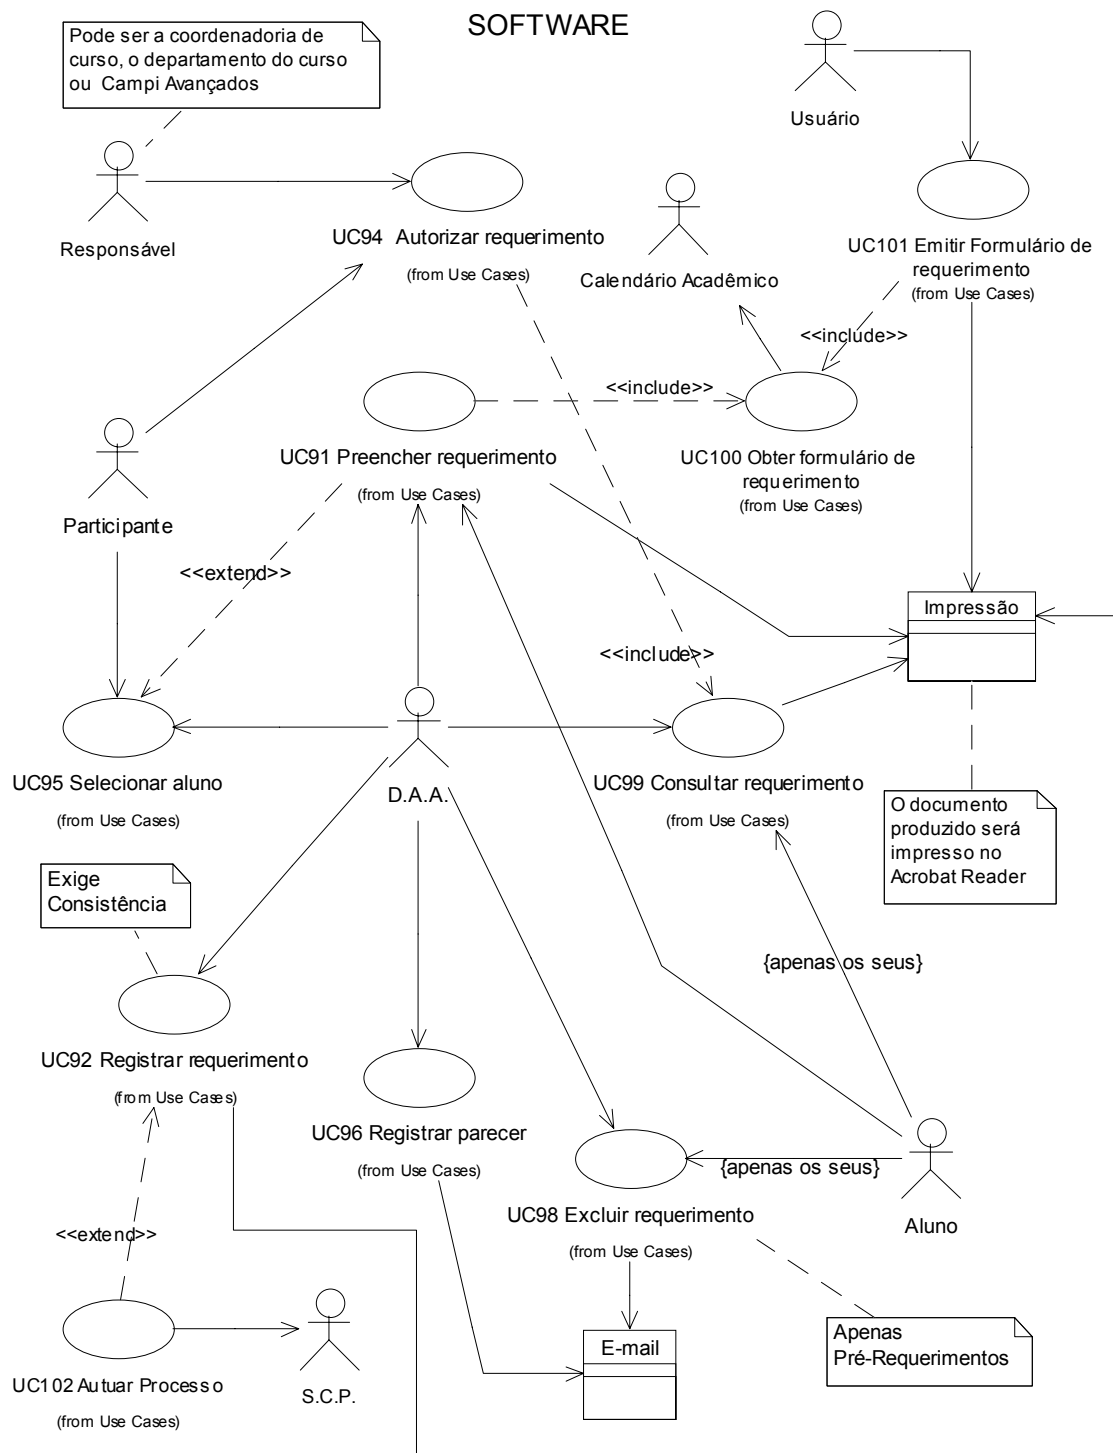 SOFTWARE
Pode ser a coordenadoria de
curso, o departamento do curso
ou Campi Avançados
Usuário
Responsável
UC94 Autorizar requerimento
(from Use Cases)
Calendário Acadêmico
UC101 Emitir Formulário de
requerimento
(from Use Cases)
<<include>>
<<include>>
UC91 Preencher requerimento
(from Use Cases)
UC100 Obter formulário de
requerimento
(from Use Cases)
Participante
<<extend>>
Impressão
<<include>>
UC95 Selecionar aluno
(from Use Cases)
D.A.A.
UC99 Consultar requerimento
(from Use Cases)
O documento
produzido será
impresso no
Acrobat Reader
Exige
Consistência
{apenas os seus}
UC92 Registrar requerimento
(from Use Cases)
UC96 Registrar parecer
(from Use Cases)
{apenas os seus}
UC98 Excluir requerimento
(from Use Cases)
Aluno
<<extend>>
E-mail
Apenas
Pré-Requerimentos
UC102 Autuar Processo
(from Use Cases)
S.C.P.